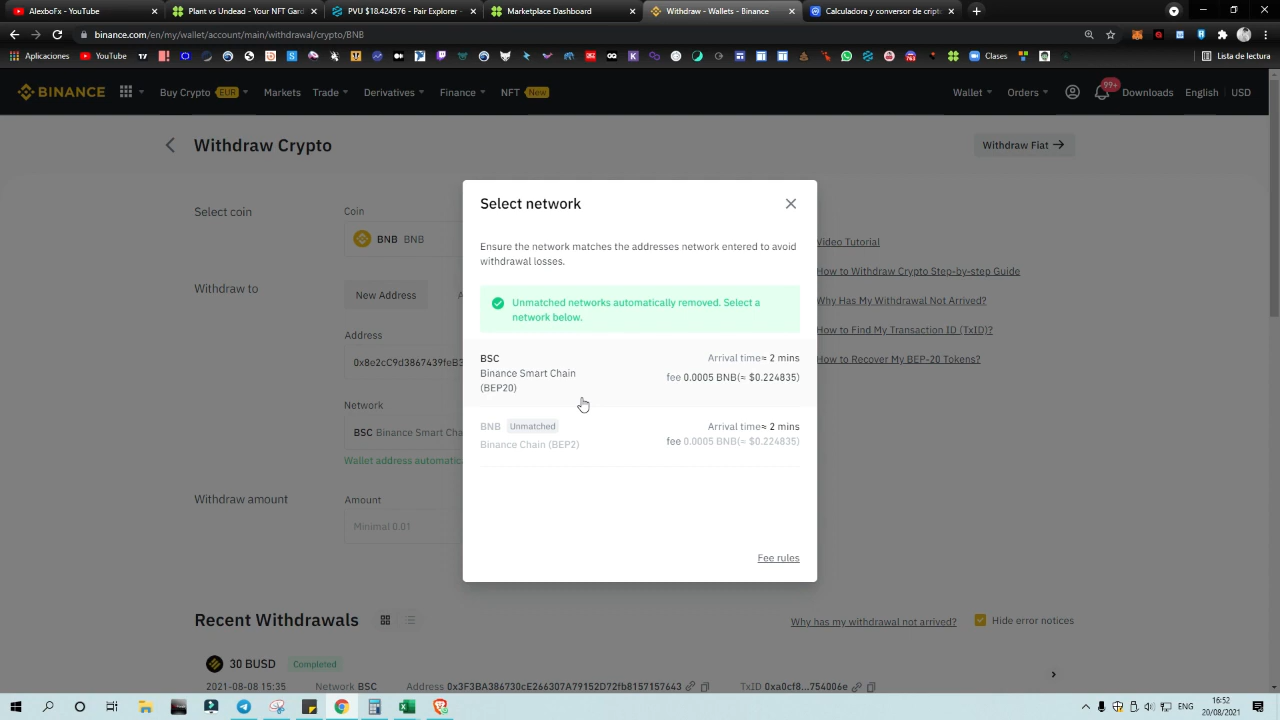 AlexbocFx - YouTube
Plant vs Undead - Your NFT Gard
PVU $18.424576 - Pair Explorer -
Marketplace Dashboard
Withdraw - Wallets - Binance
Calculadora y conversor de cripto
binance.com/en/my/wallet/account/main/withdrawal/crypto/BNB
Aplicaciones
YouTube
Clases
Lista de lectura
BINANCE
Buy Crypto EUR
Markets
Trade
Derivatives
Finance
NFT New
Wallet
Orders
99+
Downloads
English
USD
Withdraw Crypto
Withdraw Fiat
Select coin
Coin
BNB BNB
Withdraw to
New Address
Address
0x8e2cC9d3867439feB3
Network
BSC Binance Smart Cha
Wallet address automatic
Withdraw amount
Amount
Minimal 0.01
Select network
Ensure the network matches the addresses network entered to avoid
withdrawal losses.
Unmatched networks automatically removed. Select a
network below.
BSC
Binance Smart Chain
(BEP20)
Arrival time≈ 2 mins
fee 0.0005 BNB(≈ $0.224835)
BNB Unmatched
Binance Chain (BEP2)
Arrival time≈ 2 mins
fee 0.0005 BNB(≈ $0.224835)
Fee rules
Video Tutorial
How to Withdraw Crypto Step-by-step Guide
Why Has My Withdrawal Not Arrived?
How to Find My Transaction ID (TxID)?
How to Recover My BEP-20 Tokens?
Recent Withdrawals
Why has my withdrawal not arrived?
Hide error notices
30 BUSD Completed
2021-08-08 15:35 Network BSC Address 0x3F3BA386730cE266307A79152D72fb8157157643 TxID 0xa0cf8...754006e
ENG
16:52
20/08/2021